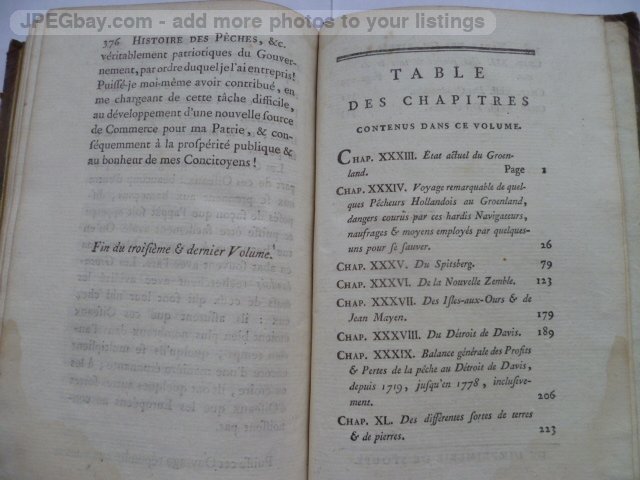 JPEGbay.com - add more photos to your listings
376 HISTOIRE DES PÊCHES, &c.
véritablement patriotiques du Gouver-
nement, par ordre duquel je l'ai entrepris!
Puissé-je moi-même avoir contribué, en
me chargeant de cette tâche difficile,
au développement d'une nouvelle source
de Commerce pour ma Patrie, & con-
séquemment à la prospérité publique &
au bonheur de mes Concitoyens!
Fin du troisième & dernier Volume.
TABLE
DES CHAPITRES
CONTENUS DANS CE VOLUME.
CHAP. XXXIII. État actuel du Groen-
land. Page 1
CHAP. XXXIV. Voyage remarquable de quel-
ques Pêcheurs Hollandois au Groenland,
dangers courus par ces hardis Navigateurs,
naufrages & moyens employés par quelques-
uns pour se sauver. 26
CHAP. XXXV. Du Spitsberg. 79
CHAP. XXXVI. De la Nouvelle Zemble. 123
CHAP. XXXVII. Des Isles-aux-Ours & de
Jean Mayen. 179
CHAP. XXXVIII. Du Détroit de Davis. 189
CHAP. XXXIX. Balance générale des Profits
& Pertes de la pêche au Détroit de Davis,
depuis 1719, jusqu'en 1778, inclusive-
ment. 206
CHAP. XL. Des différentes sortes de terres
& de pierres. 223